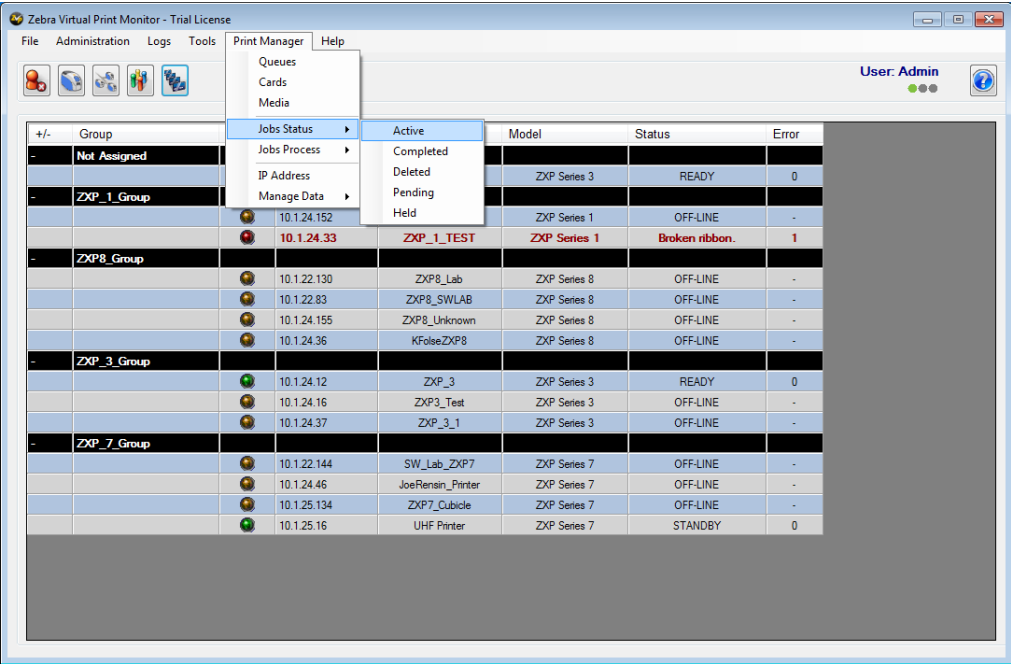 Zebra Virtual Print Monitor - Trial License
File Administration Logs Tools Print Manager Help
User: Admin
Queues
Cards
Media
Jobs Status
Jobs Process
IP Address
Manage Data
Active
Completed
Deleted
Pending
Held
+/- Group Model Status Error
- Not Assigned
ZXP Series 3 READY 0
- ZXP_1_Group
10.1.24.152 ZXP Series 1 OFF-LINE -
10.1.24.33 ZXP_1_TEST ZXP Series 1 Broken ribbon. 1
- ZXP8_Group
10.1.22.130 ZXP8_Lab ZXP Series 8 OFF-LINE -
10.1.22.83 ZXP8_SWLAB ZXP Series 8 OFF-LINE -
10.1.24.155 ZXP8_Unknown ZXP Series 8 OFF-LINE -
10.1.24.36 KFolseZXP8 ZXP Series 8 OFF-LINE -
- ZXP_3_Group
10.1.24.12 ZXP_3 ZXP Series 3 READY 0
10.1.24.16 ZXP3_Test ZXP Series 3 OFF-LINE -
10.1.24.37 ZXP_3_1 ZXP Series 3 OFF-LINE -
- ZXP_7_Group
10.1.22.144 SW_Lab_ZXP7 ZXP Series 7 OFF-LINE -
10.1.24.46 JoeRensin_Printer ZXP Series 7 OFF-LINE -
10.1.25.134 ZXP7_Cubicle ZXP Series 7 OFF-LINE -
10.1.25.16 UHF Printer ZXP Series 7 STANDBY 0